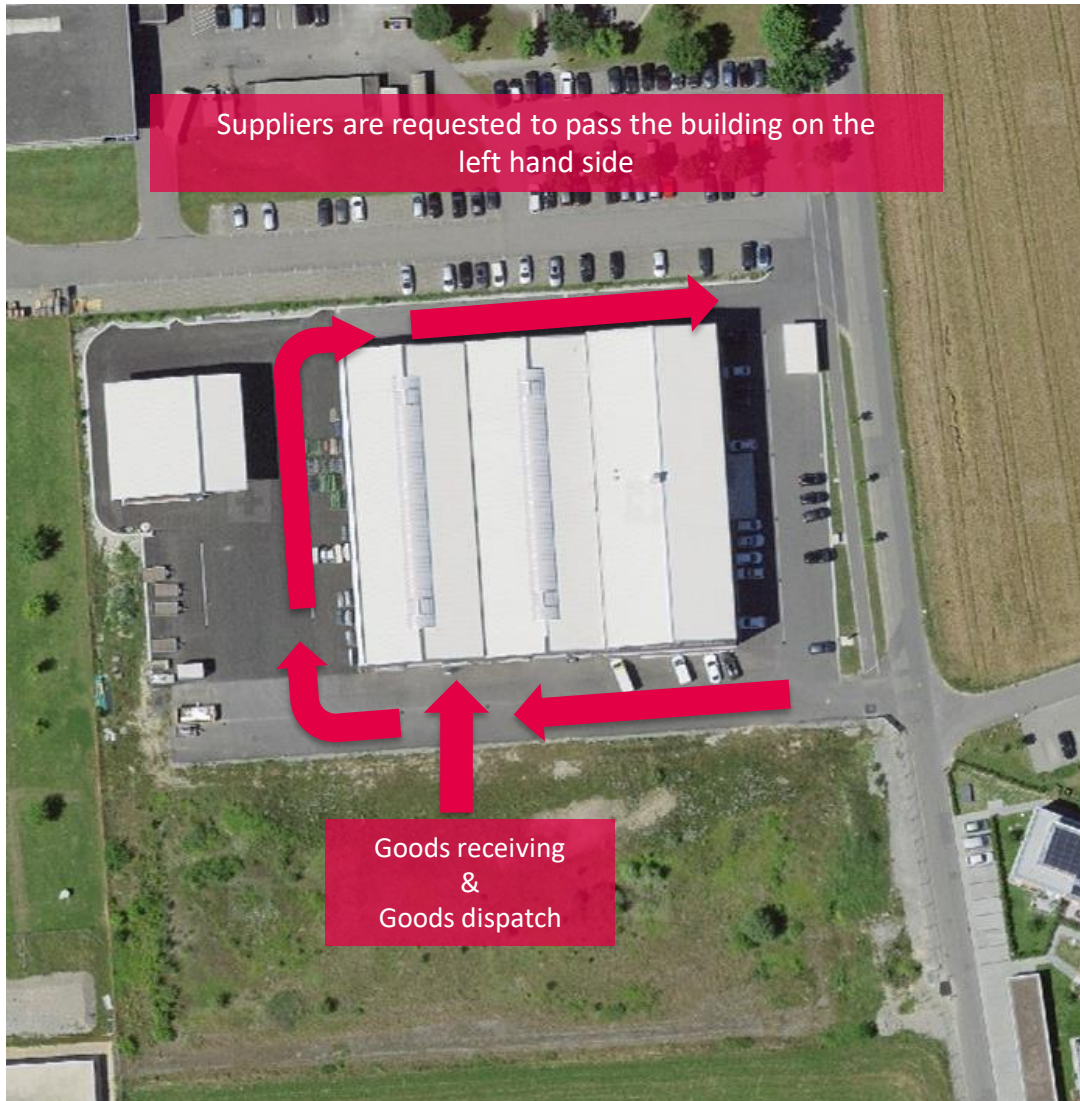 Suppliers are requested to pass the building on the
left hand side
Goods receiving
&
Goods dispatch